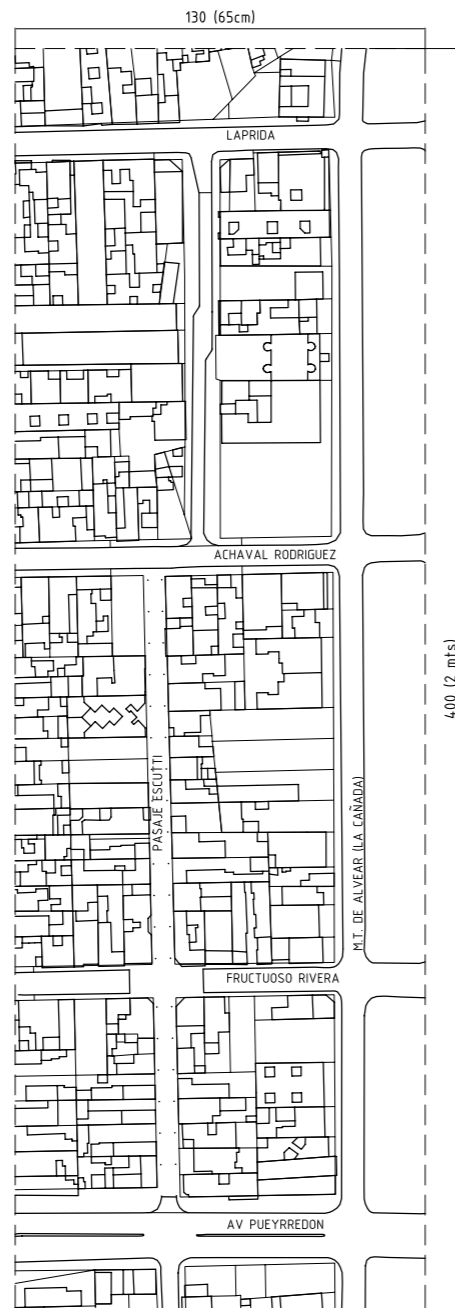 130 (65cm)
LAPRIDA
ACHAVAL RODRIGUEZ
400 (2 mts)
PASAJE ESCUTTI
M.T. DE ALVEAR (LA CAÑADA)
FRUCTUOSO RIVERA
AV PUEYRREDON